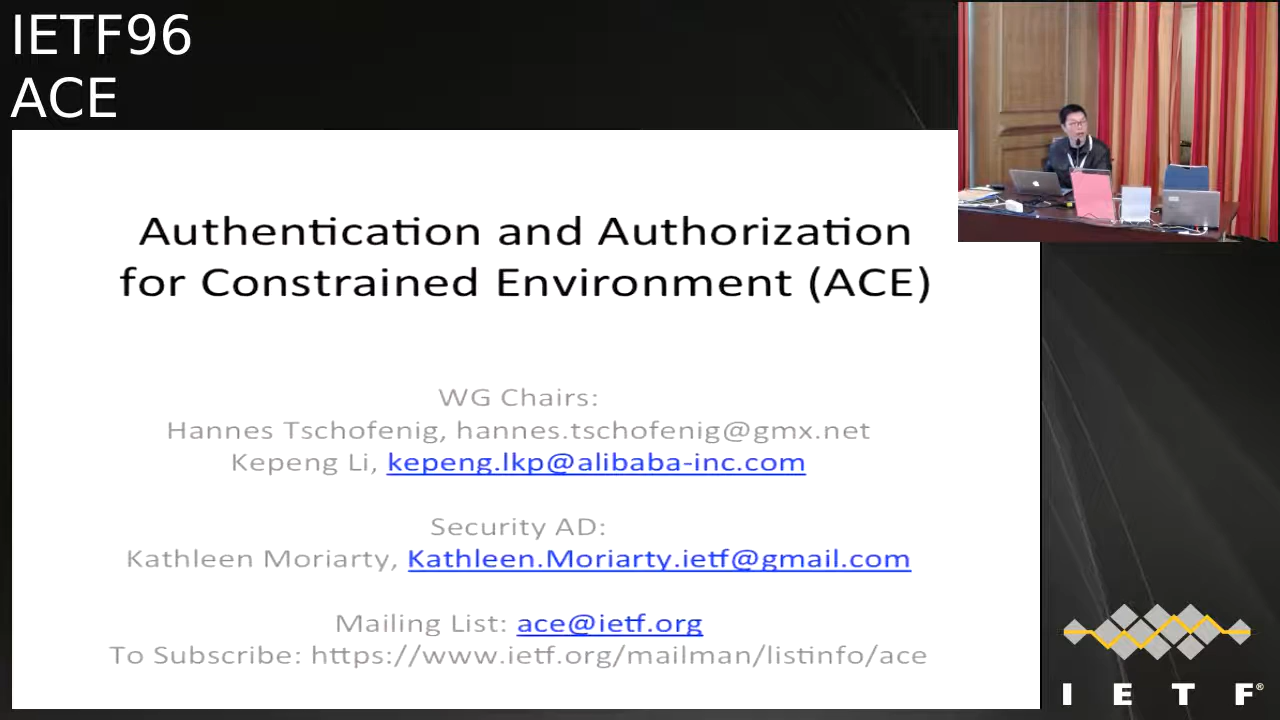 IETF96
ACE
Authentication and Authorization
for Constrained Environment (ACE)
WG Chairs:
Hannes Tschofenig, hannes.tschofenig@gmx.net
Kepeng Li, kepeng.lkp@alibaba-inc.com
Security AD:
Kathleen Moriarty, Kathleen.Moriarty.ietf@gmail.com
Mailing List: ace@ietf.org
To Subscribe: https://www.ietf.org/mailman/listinfo/ace
I E T F®